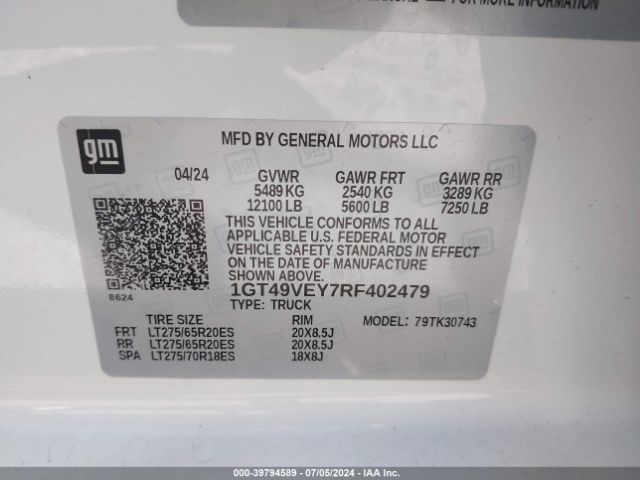 FOR MORE INFORMATION
gm
MFD BY GENERAL MOTORS LLC
04/24 GVWR GAWR FRT GAWR RR
5489 KG 2540 KG 3289 KG
12100 LB 5600 LB 7250 LB
THIS VEHICLE CONFORMS TO ALL
APPLICABLE U.S. FEDERAL MOTOR
VEHICLE SAFETY STANDARDS IN EFFECT
ON THE DATE OF MANUFACTURE
SHOWN ABOVE.
8624
1GT49VEY7RF402479
TYPE: TRUCK
TIRE SIZE RIM MODEL: 79TK30743
FRT LT275/65R20ES 20X8.5J
RR LT275/65R20ES 20X8.5J
SPA LT275/70R18ES 18X8J
000-39794589 - 07/05/2024 - IAA Inc.